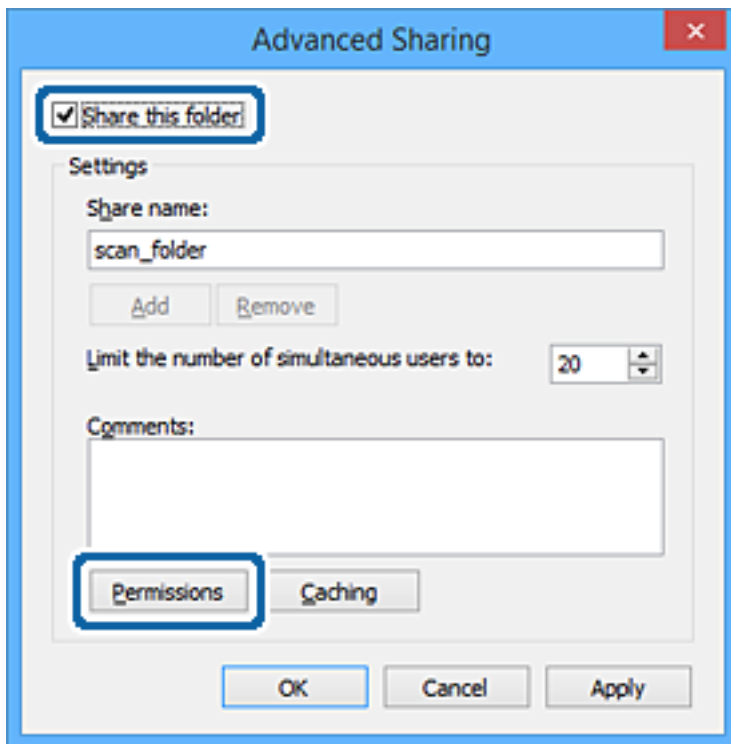 Advanced Sharing
Share this folder
Settings
Share name:
scan_folder
Add Remove
Limit the number of simultaneous users to: 20
Comments:
Permissions Caching
OK Cancel Apply